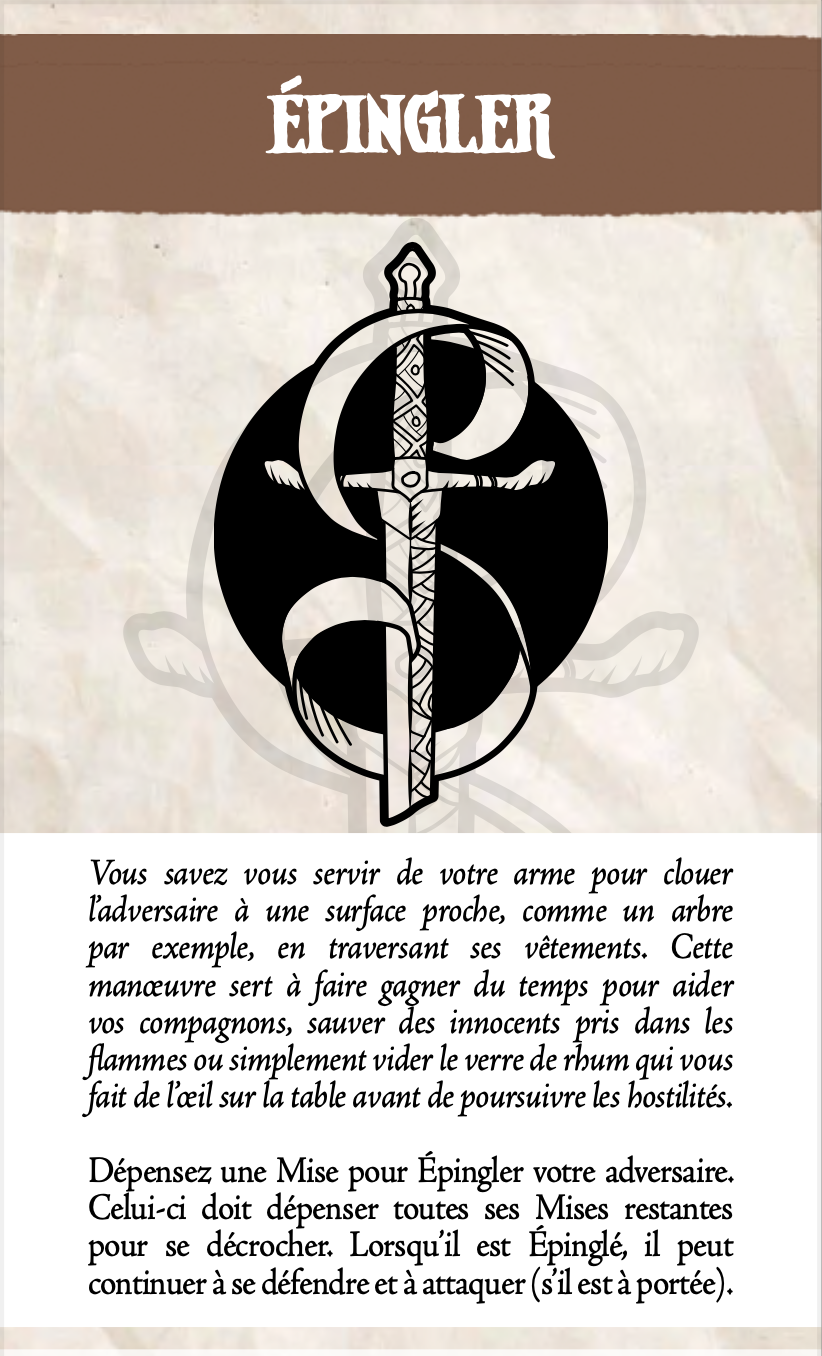 ÉPINGLER
Vous savez vous servir de votre arme pour clouer
l'adversaire à une surface proche, comme un arbre
par exemple, en traversant ses vêtements. Cette
manœuvre sert à faire gagner du temps pour aider
vos compagnons, sauver des innocents pris dans les
flammes ou simplement vider le verre de rhum qui vous
fait de l'œil sur la table avant de poursuivre les hostilités.
Dépensez une Mise pour Épingler votre adversaire.
Celui-ci doit dépenser toutes ses Mises restantes
pour se décrocher. Lorsqu'il est Épinglé, il peut
continuer à se défendre et à attaquer (s'il est à portée).